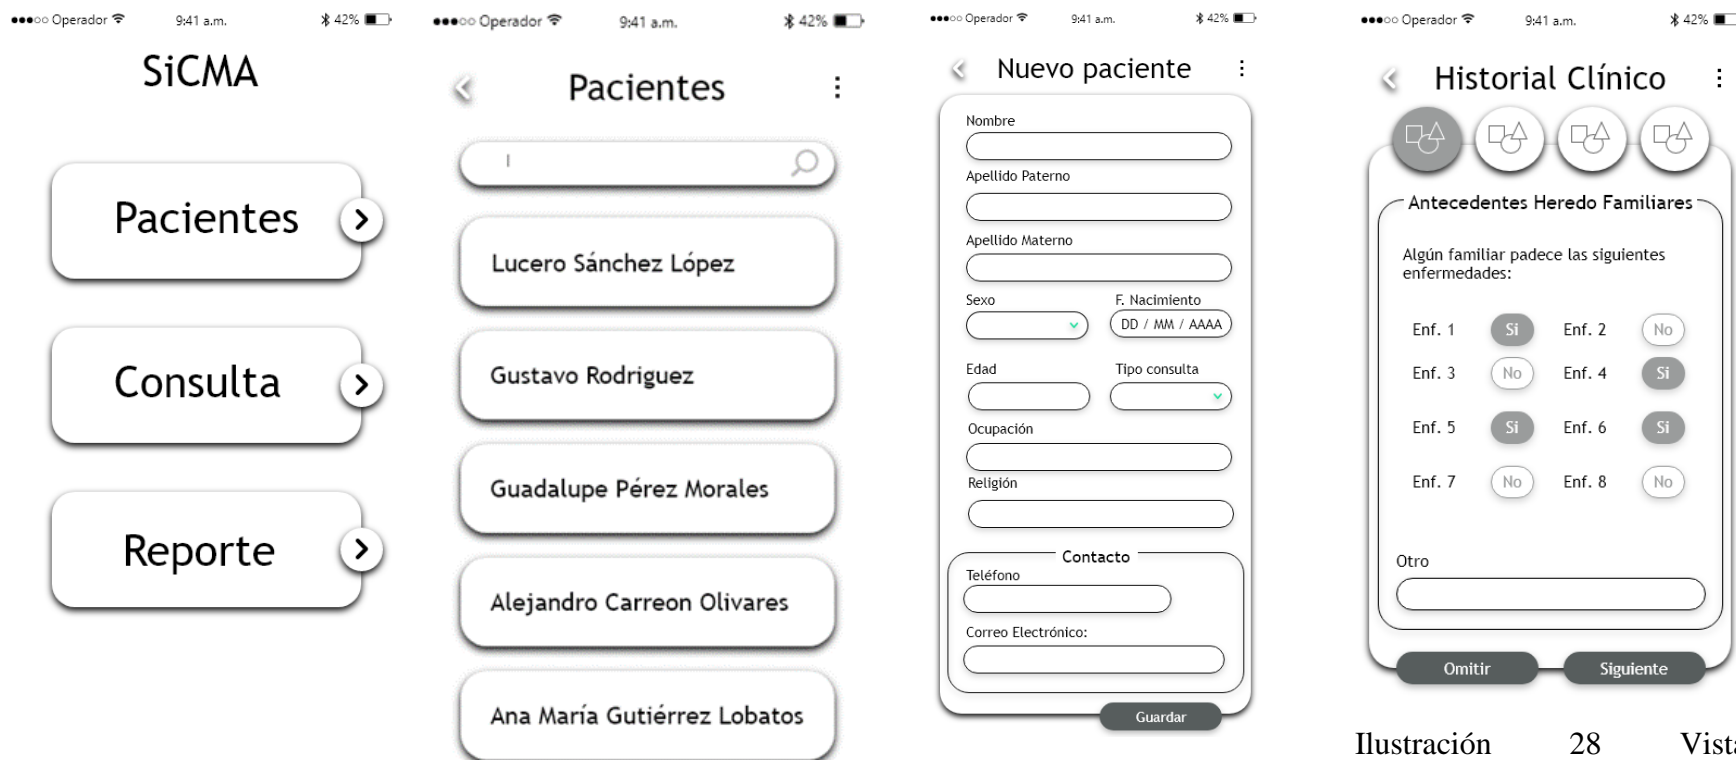 Operador 9:41 a.m. 42%
SiCMA
Pacientes
Consulta
Reporte
Operador 9:41 a.m. 42%
Pacientes
Lucero Sánchez López
Gustavo Rodriguez
Guadalupe Pérez Morales
Alejandro Carreon Olivares
Ana María Gutiérrez Lobatos
Operador 9:41 a.m. 42%
Nuevo paciente
Nombre
Apellido Paterno
Apellido Materno
Sexo F. Nacimiento
DD / MM / AAAA
Edad Tipo consulta
Ocupación
Religión
Contacto
Teléfono
Correo Electrónico:
Guardar
Operador 9:41 a.m. 42%
Historial Clínico
Antecedentes Heredo Familiares
Algún familiar padece las siguientes
enfermedades:
Enf. 1 Si Enf. 2 No
Enf. 3 No Enf. 4 Si
Enf. 5 Si Enf. 6 Si
Enf. 7 No Enf. 8 No
Otro
Omitir Siguiente
Ilustración 28 Vista